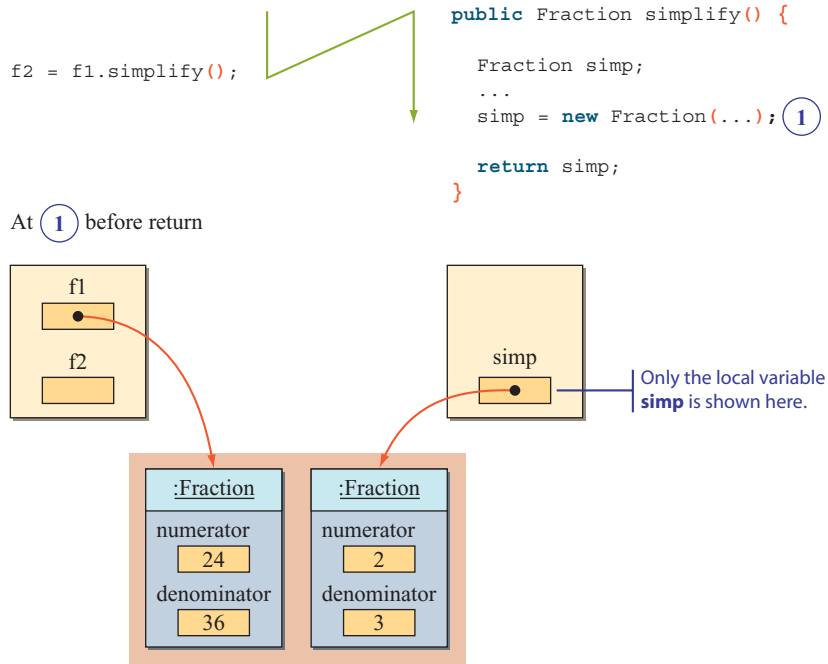 public Fraction simplify() {
f2 = f1.simplify();
Fraction simp;
...
simp = new Fraction(...); 1
return simp;
}
At 1 before return
f1
f2
simp
Only the local variable
simp is shown here.
:Fraction
numerator
24
denominator
36
:Fraction
numerator
2
denominator
3